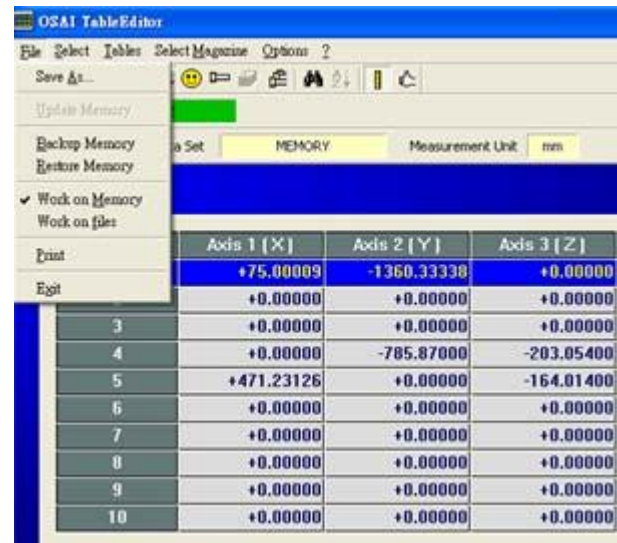 OSAI TableEditor
File Select Tables Select Magazine Options ?
Save As...
Update Memory
Backup Memory
Restore Memory
✓ Work on Memory
Work on files
Print
Exit
a Set MEMORY Measurement Unit mm
Axis 1 (X) Axis 2 (Y) Axis 3 (Z)
+75.00009 -1360.33338 +0.00000
+0.00000 +0.00000 +0.00000
3 +0.00000 +0.00000 +0.00000
4 +0.00000 -785.87000 -203.05400
5 +471.23126 +0.00000 -164.01400
6 +0.00000 +0.00000 +0.00000
7 +0.00000 +0.00000 +0.00000
8 +0.00000 +0.00000 +0.00000
9 +0.00000 +0.00000 +0.00000
10 +0.00000 +0.00000 +0.00000